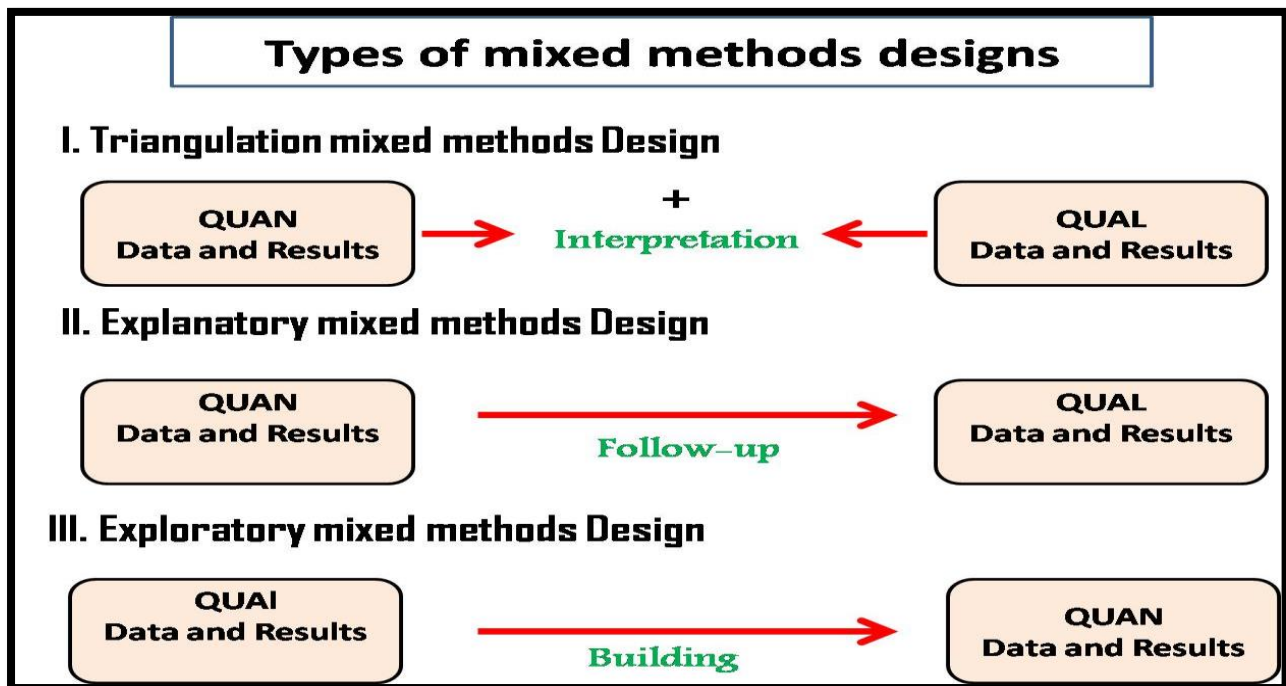 Types of mixed methods designs
I. Triangulation mixed methods Design
QUAN
Data and Results
+
Interpretation
QUAL
Data and Results
II. Explanatory mixed methods Design
QUAN
Data and Results
Follow-up
QUAL
Data and Results
III. Exploratory mixed methods Design
QUAl
Data and Results
Building
QUAN
Data and Results